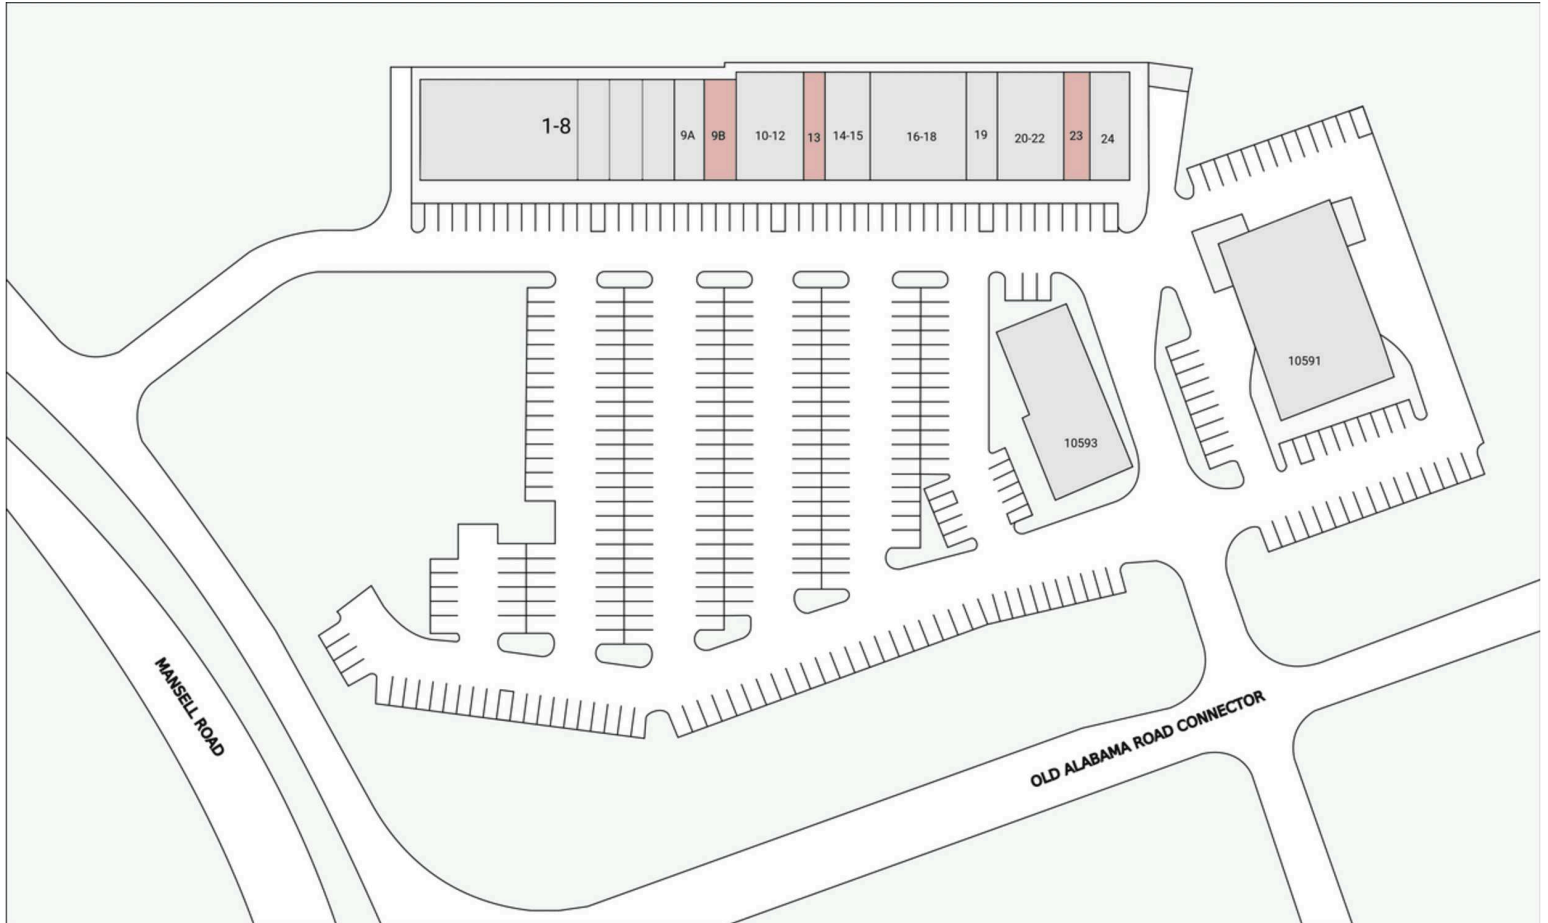 1-8
9A
9B
10-12
13
14-15
16-18
19
20-22
23
24
10591
10593
MANSELL ROAD
OLD ALABAMA ROAD CONNECTOR